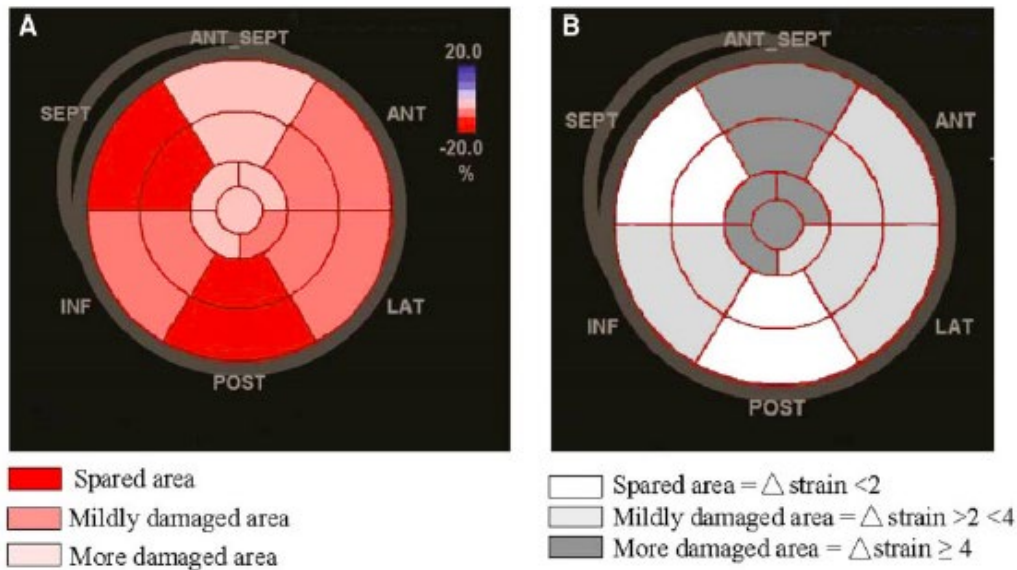 A
ANT_SEPT
20.0
SEPT
ANT
-20.0
%
INF
LAT
POST
Spared area
Mildly damaged area
More damaged area
B
ANT_SEPT
SEPT
ANT
INF
LAT
POST
Spared area = △ strain <2
Mildly damaged area = △ strain >2 <4
More damaged area = △strain ≥ 4